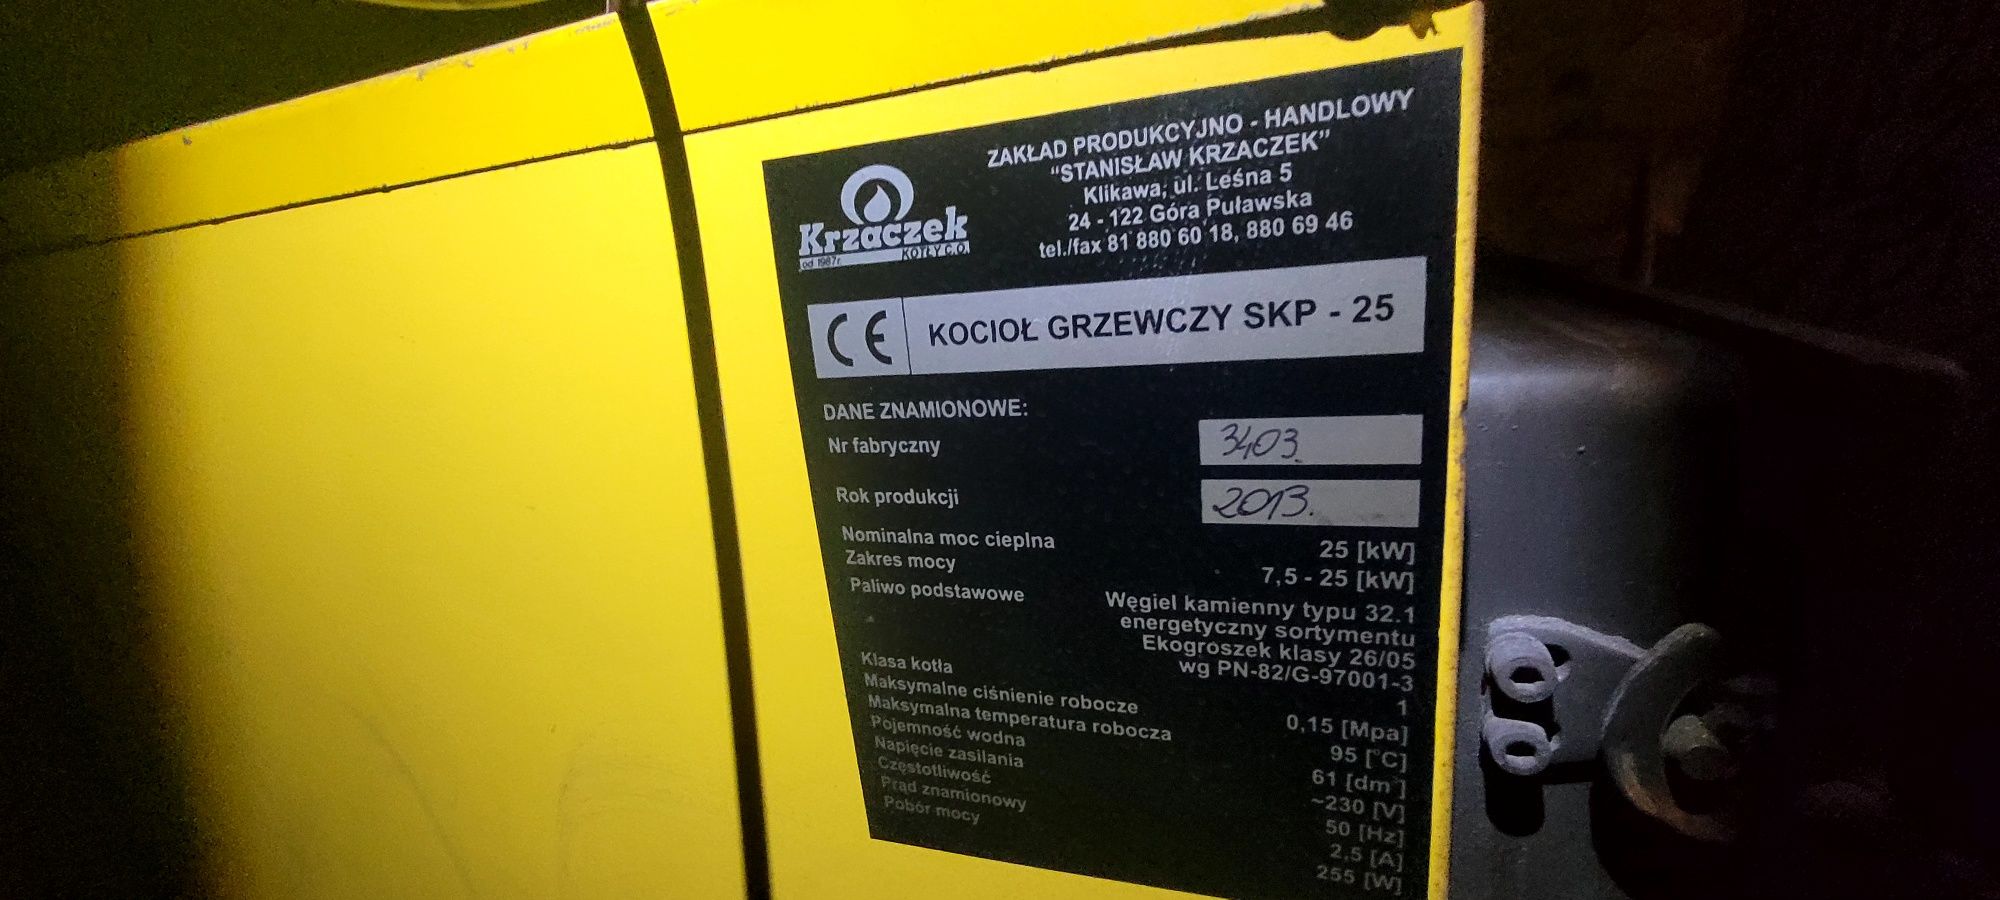 Krzaczek
od 1987r.
KOTŁY C.O.
ZAKŁAD PRODUKCYJNO - HANDLOWY
"STANISŁAW KRZACZEK”
Klikawa, ul. Leśna 5
24 - 122 Góra Puławska
tel./fax 81 880 60 18, 880 69 46
CE KOCIOŁ GRZEWCZY SKP - 25
DANE ZNAMIONOWE:
Nr fabryczny 3403.
Rok produkcji 2013.
Nominalna moc cieplna 25 [kW]
Zakres mocy 7,5 - 25 [kW]
Paliwo podstawowe Węgiel kamienny typu 32.1
energetyczny sortymentu
Ekogroszek klasy 26/05
wg PN-82/G-97001-3
Klasa kotła 1
Maksymalne ciśnienie robocze 0,15 [Mpa]
Maksymalna temperatura robocza 95 [°C]
Pojemność wodna 61 [dm³]
Napięcie zasilania ~230 [V]
Częstotliwość 50 [Hz]
Prąd znamionowy 2,5 [A]
Pobór mocy 255 [W]